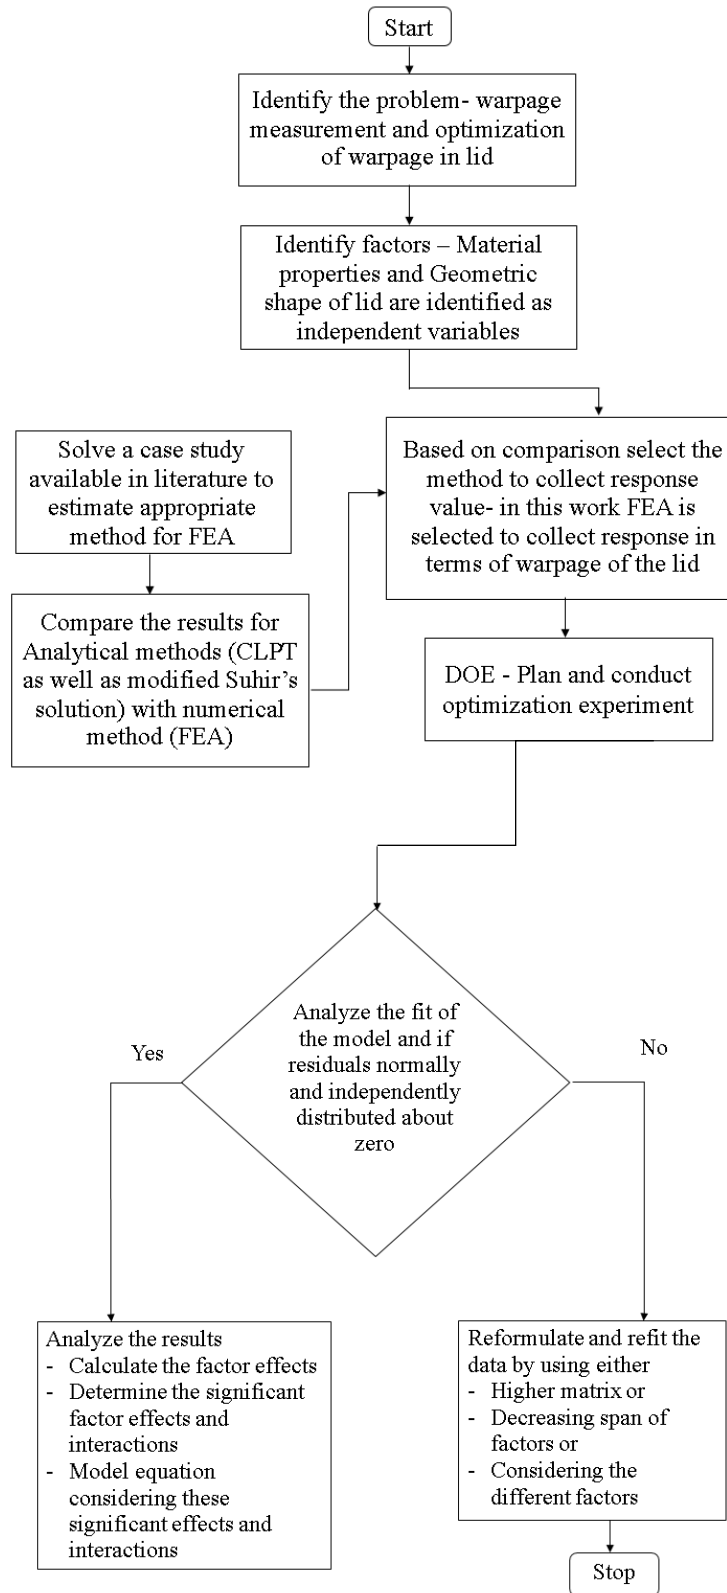 Start
Identify the problem- warpage
measurement and optimization
of warpage in lid
Identify factors – Material
properties and Geometric
shape of lid are identified as
independent variables
Solve a case study
available in literature to
estimate appropriate
method for FEA
Based on comparison select the
method to collect response
value- in this work FEA is
selected to collect response in
terms of warpage of the lid
Compare the results for
Analytical methods (CLPT
as well as modified Suhir's
solution) with numerical
method (FEA)
DOE - Plan and conduct
optimization experiment
Analyze the fit of
the model and if
residuals normally
and independently
distributed about
zero
Yes
No
Analyze the results
- Calculate the factor effects
- Determine the significant
factor effects and
interactions
- Model equation
considering these
significant effects and
interactions
Reformulate and refit the
data by using either
- Higher matrix or
- Decreasing span of
factors or
- Considering the
different factors
Stop